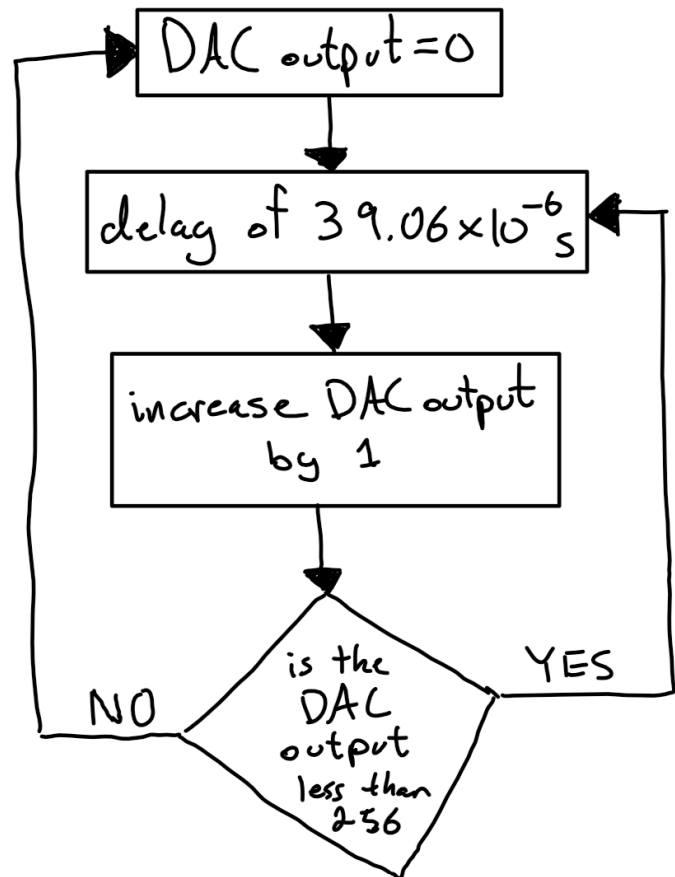 DAC output=0
delay of 39.06×10⁻⁶ s
increase DAC output
by 1
is the
DAC
output
less than
256
YES
NO